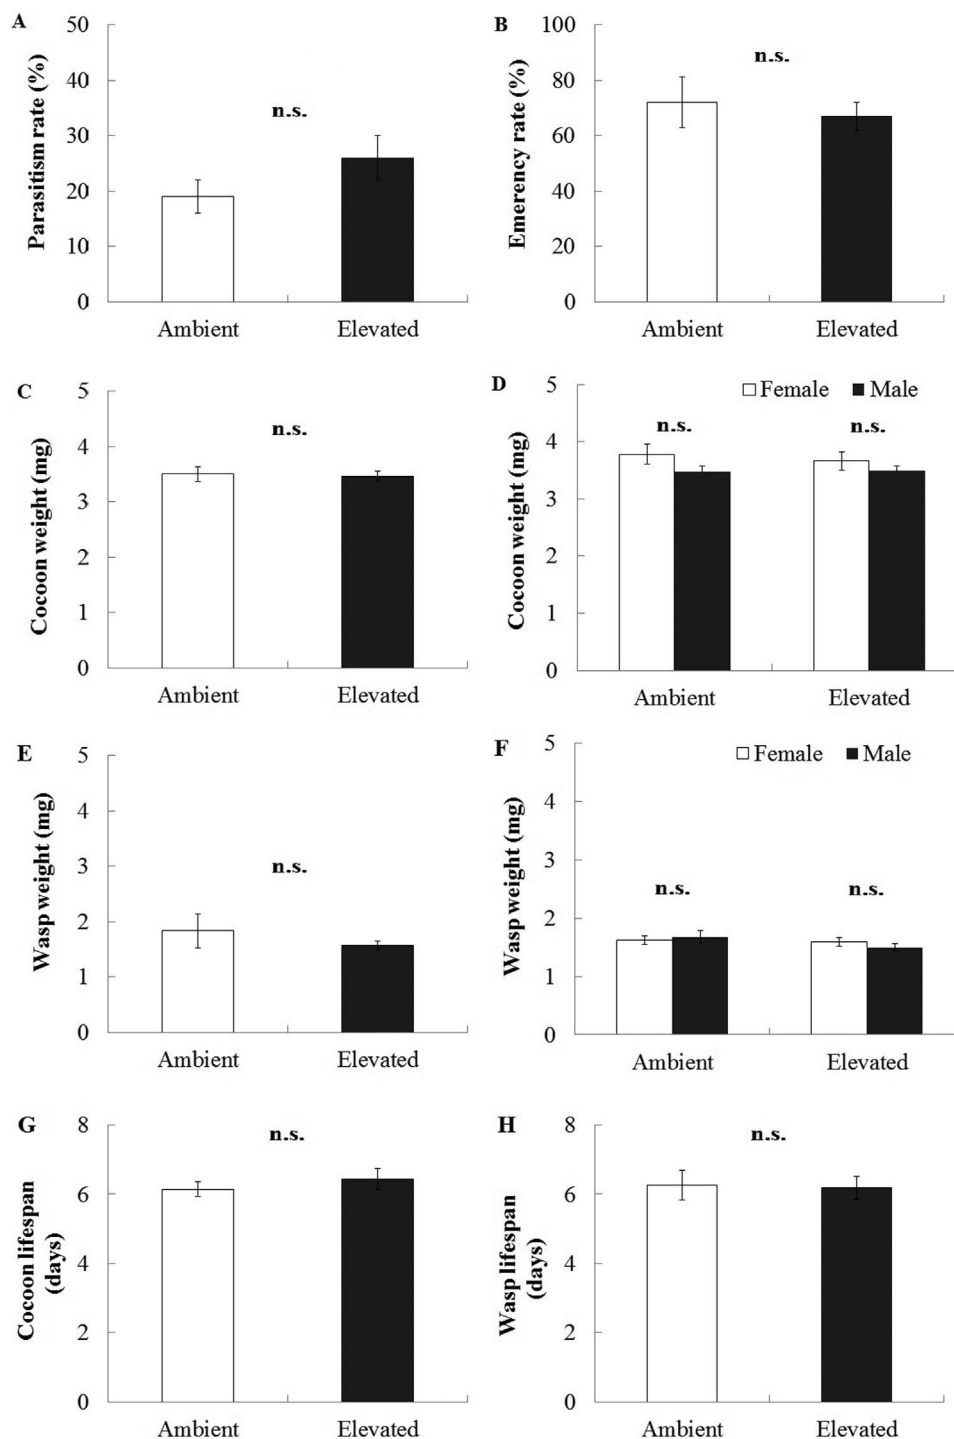 A
Parasitism rate (%)
50
40
30
20
10
0
n.s.
Ambient Elevated
B
Emerency rate (%)
100
80
60
40
20
0
n.s.
Ambient Elevated
C
Cocoon weight (mg)
5
4
3
2
1
0
n.s.
Ambient Elevated
D
Cocoon weight (mg)
5
4
3
2
1
0
Female Male
n.s. n.s.
Ambient Elevated
E
Wasp weight (mg)
5
4
3
2
1
0
n.s.
Ambient Elevated
F
Wasp weight (mg)
5
4
3
2
1
0
Female Male
n.s. n.s.
Ambient Elevated
G
Cocoon lifespan
(days)
8
6
4
2
0
n.s.
Ambient Elevated
H
Wasp lifespan
(days)
8
6
4
2
0
n.s.
Ambient Elevated